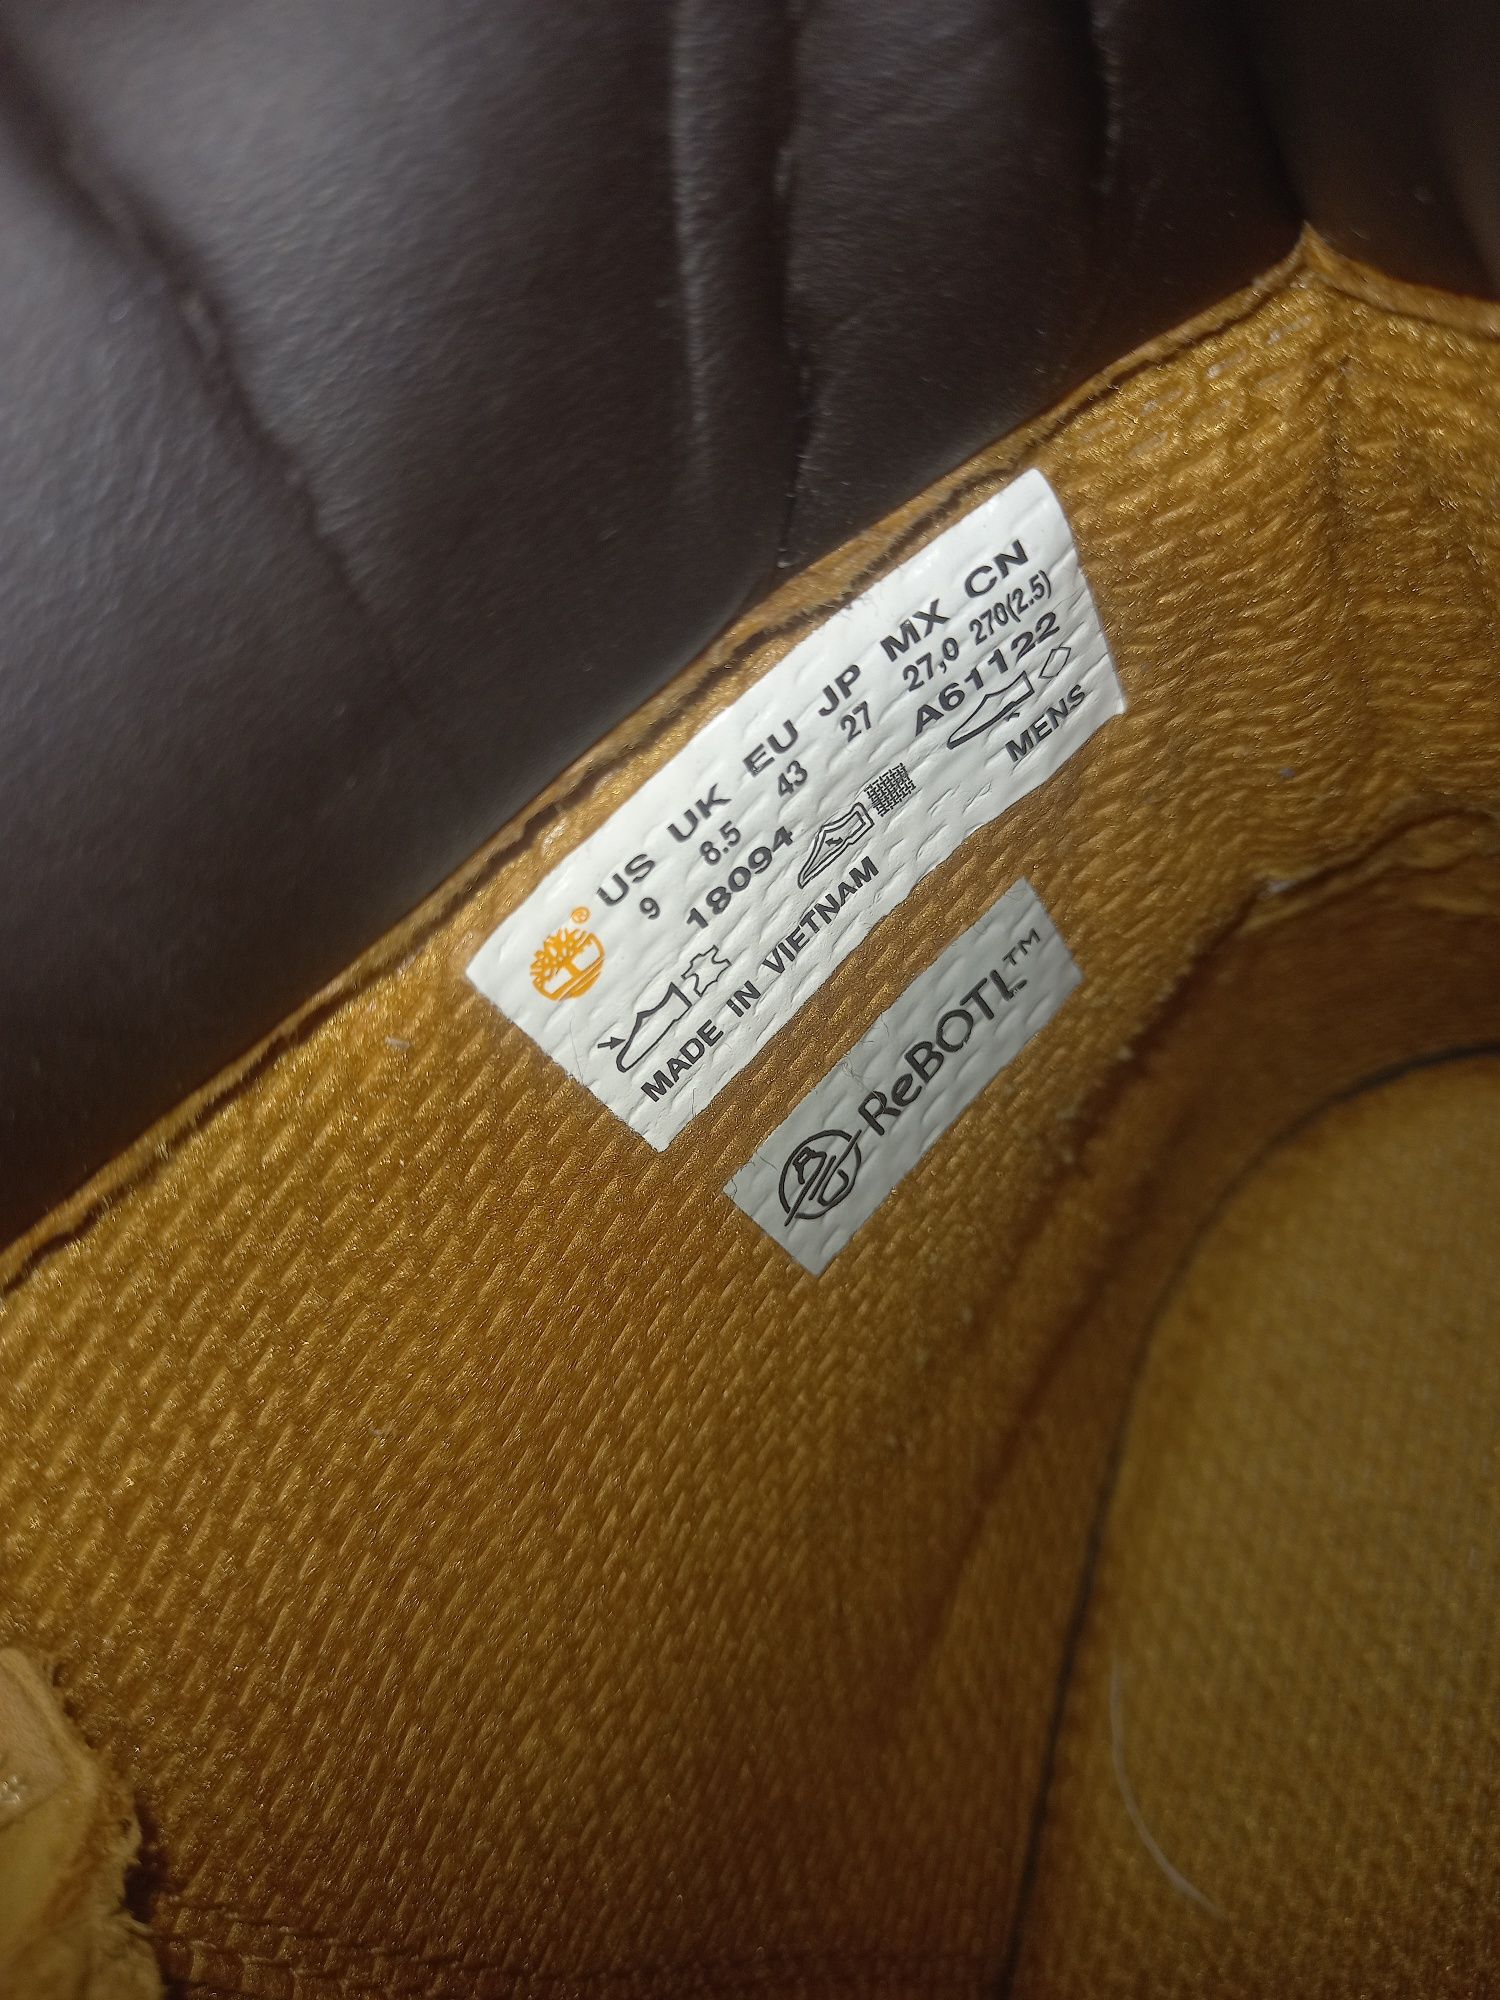 ® US UK EU JP MX CN
9 8.5 43 27 27,0 270(2.5)
18094 A61122
MADE IN VIETNAM MENS
ReBOTL™